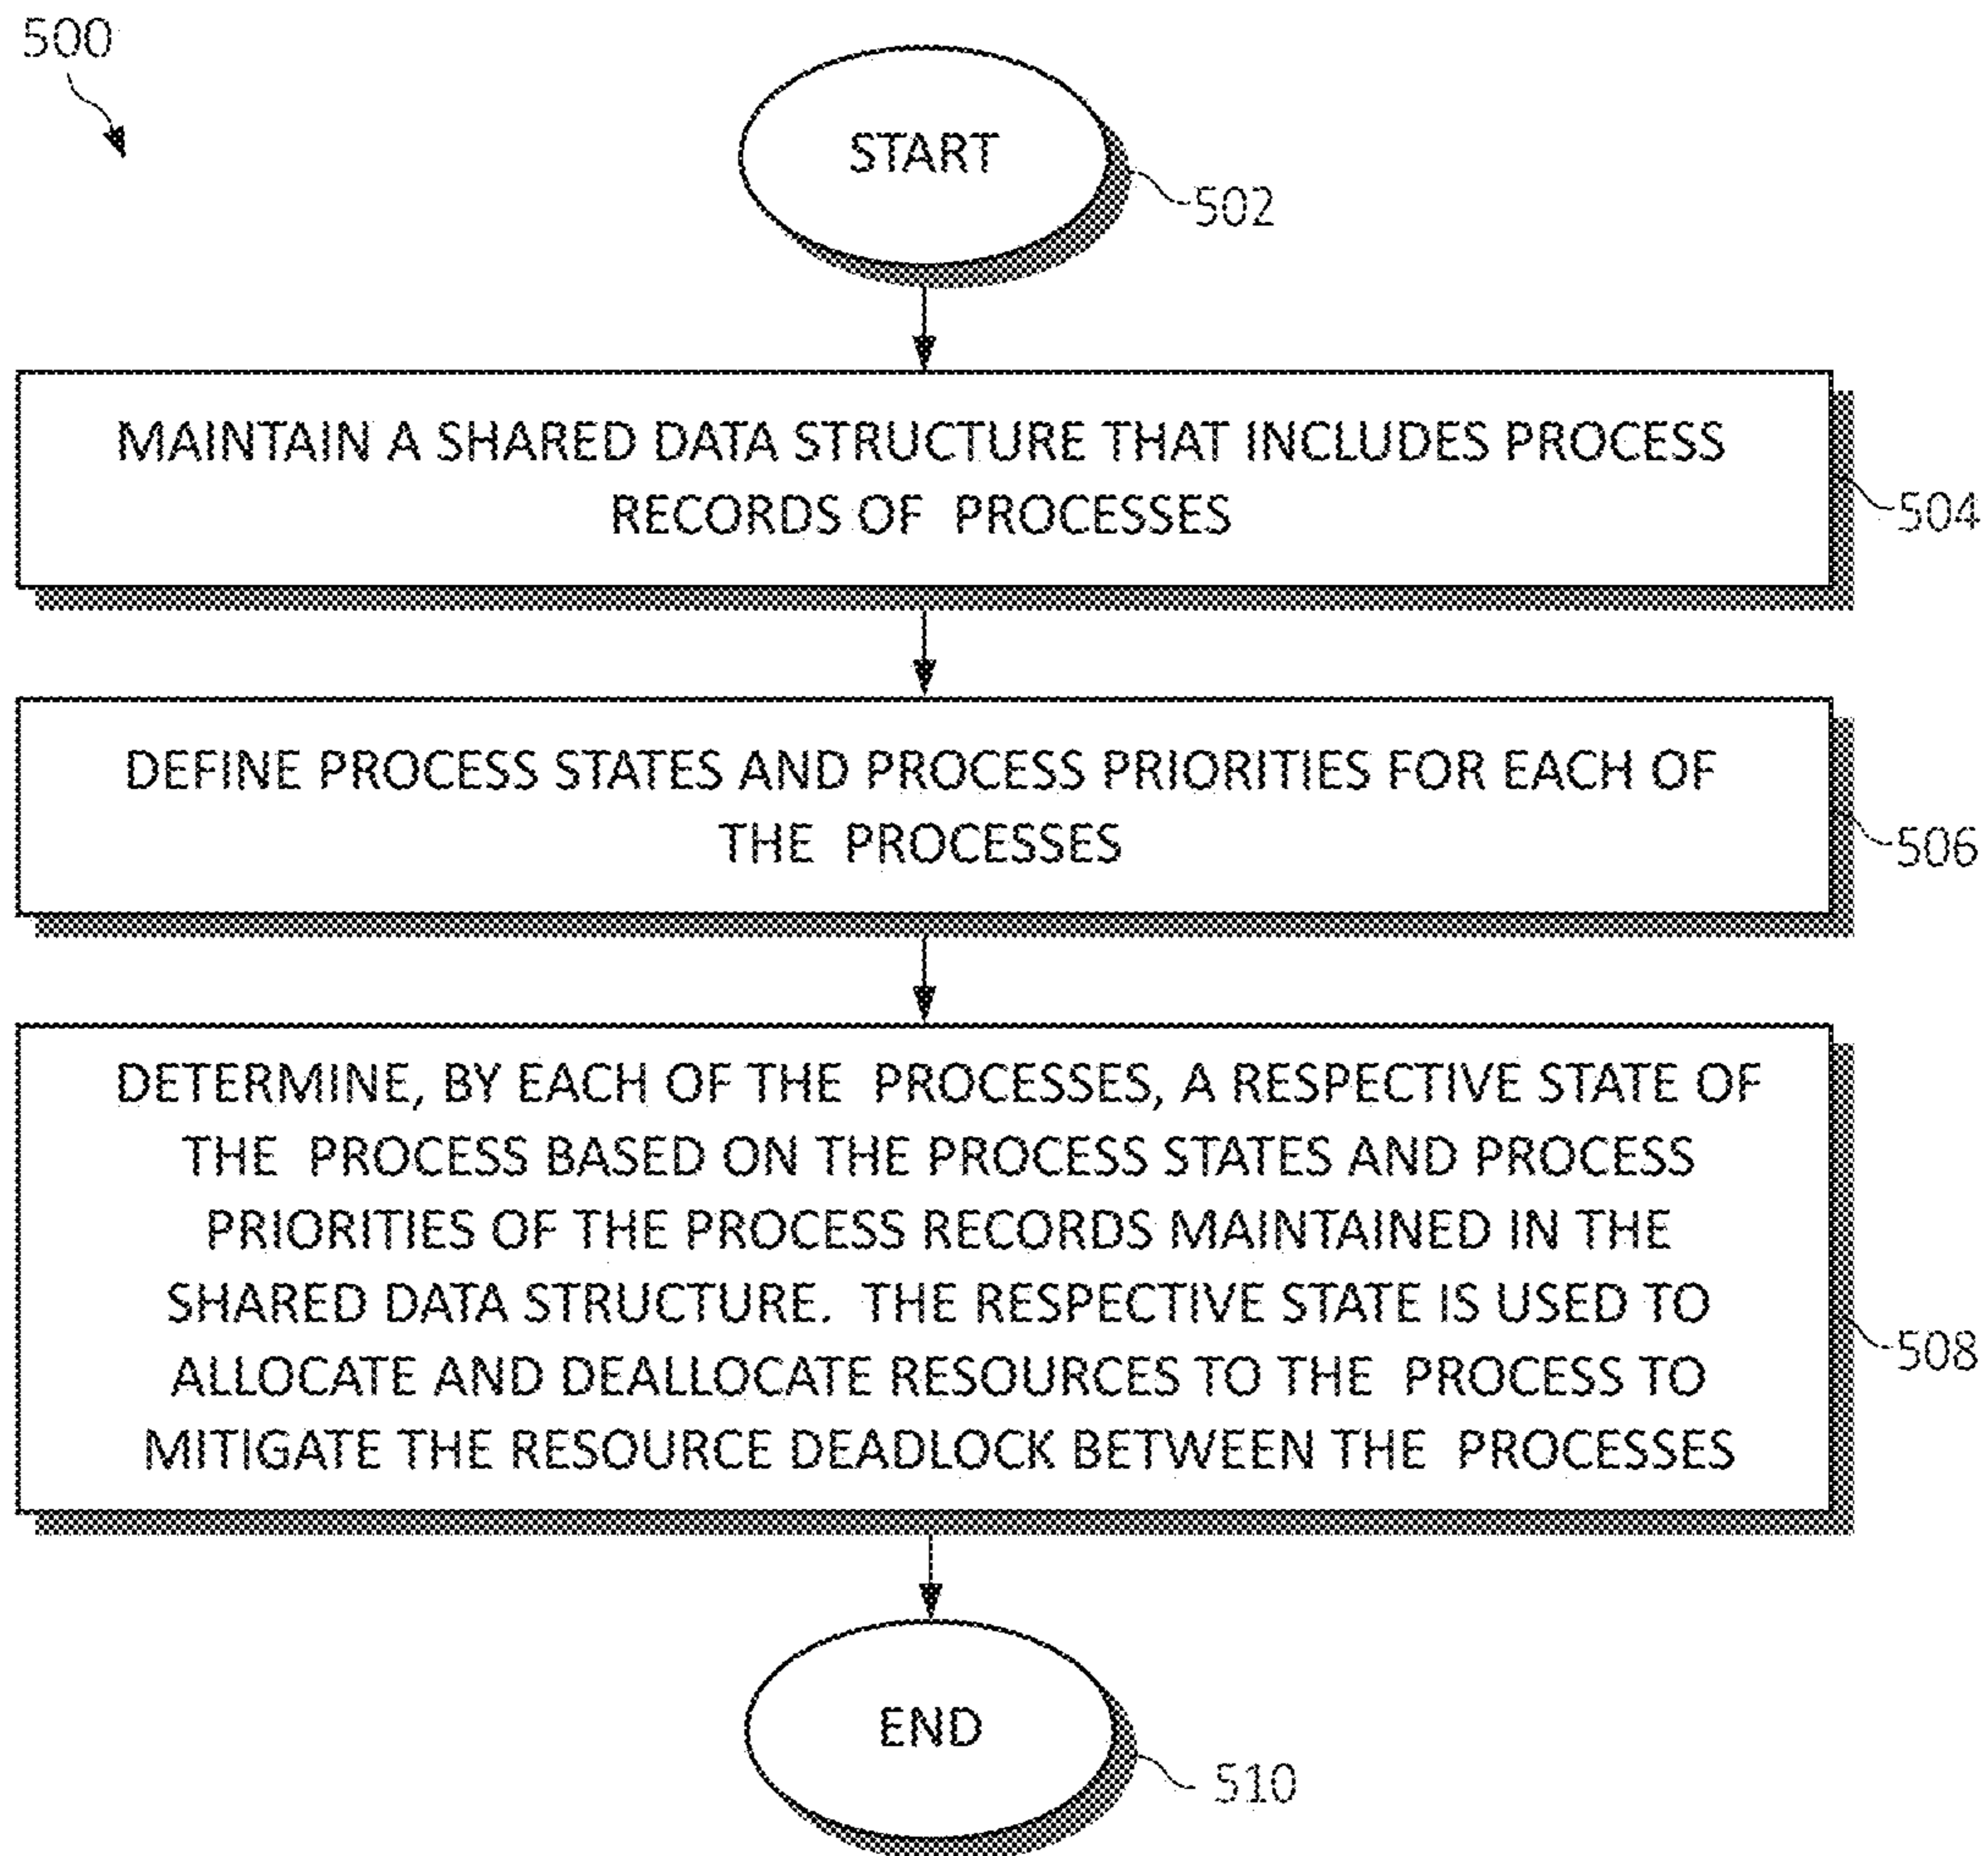 500
START
502
MAINTAIN A SHARED DATA STRUCTURE THAT INCLUDES PROCESS
RECORDS OF PROCESSES
504
DEFINE PROCESS STATES AND PROCESS PRIORITIES FOR EACH OF
THE PROCESSES
506
DETERMINE, BY EACH OF THE PROCESSES, A RESPECTIVE STATE OF
THE PROCESS BASED ON THE PROCESS STATES AND PROCESS
PRIORITIES OF THE PROCESS RECORDS MAINTAINED IN THE
SHARED DATA STRUCTURE. THE RESPECTIVE STATE IS USED TO
ALLOCATE AND DEALLOCATE RESOURCES TO THE PROCESS TO
MITIGATE THE RESOURCE DEADLOCK BETWEEN THE PROCESSES
508
END
510